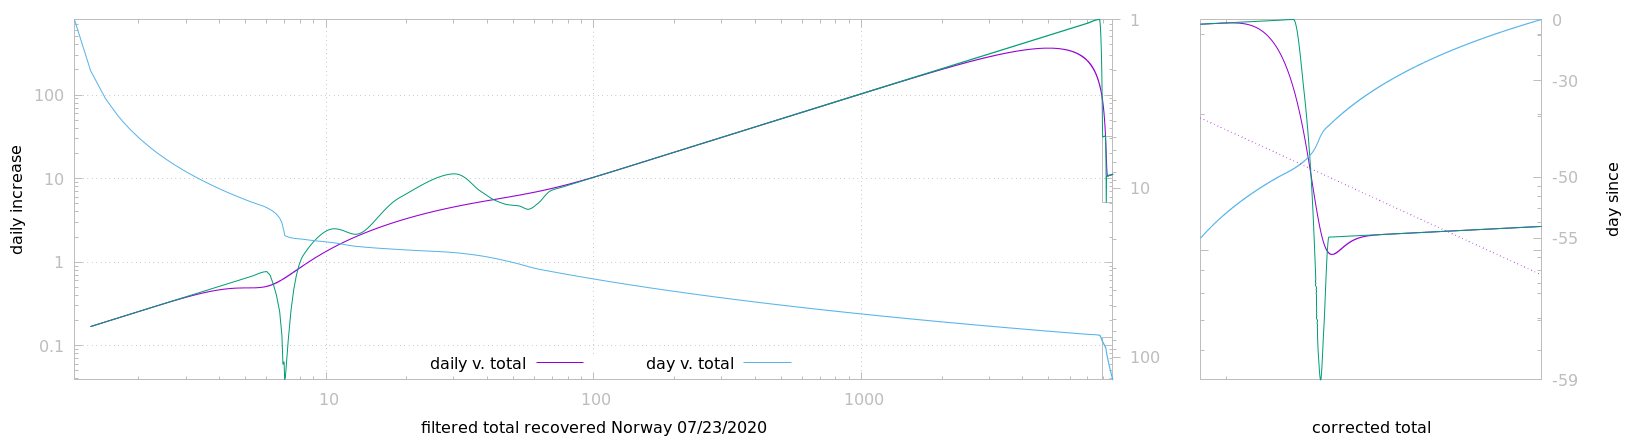 daily increase
100
10
1
0.1
10
100
1000
1
10
100
daily v. total
day v. total
filtered total recovered Norway 07/23/2020
0
-30
-50
-55
-59
day since
corrected total